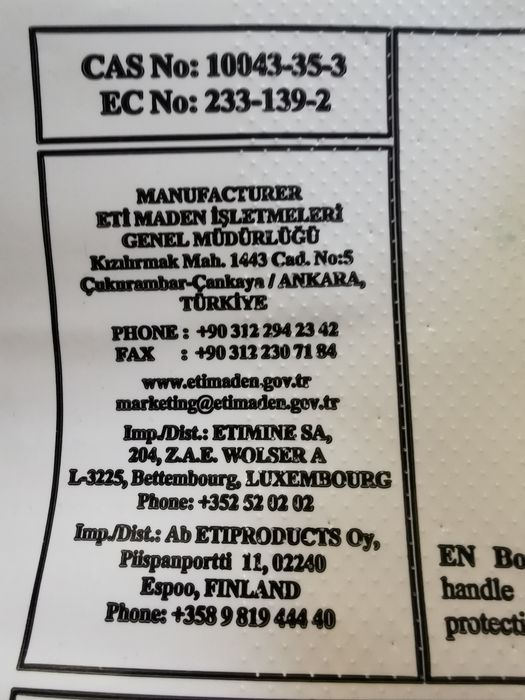 CAS No: 10043-35-3
EC No: 233-139-2
MANUFACTURER
ETİ MADEN İŞLETMELERİ
GENEL MÜDÜRLÜĞÜ
Kızılırmak Mah. 1443 Cad. No:5
Çukurambar-Çankaya / ANKARA,
TÜRKİYE
PHONE : +90 312 294 23 42
FAX : +90 312 230 71 84
www.etimaden.gov.tr
marketing@etimaden.gov.tr
Imp./Dist.: ETIMINE SA,
204, Z.A.E. WOLSER A
L-3225, Bettembourg, LUXEMBOURG
Phone: +352 52 02 02
Imp./Dist.: Ab ETIPRODUCTS Oy,
Piispanportti 11, 02240
Espoo, FINLAND
Phone: +358 9 819 444 40
EN Bo
handle
protecti